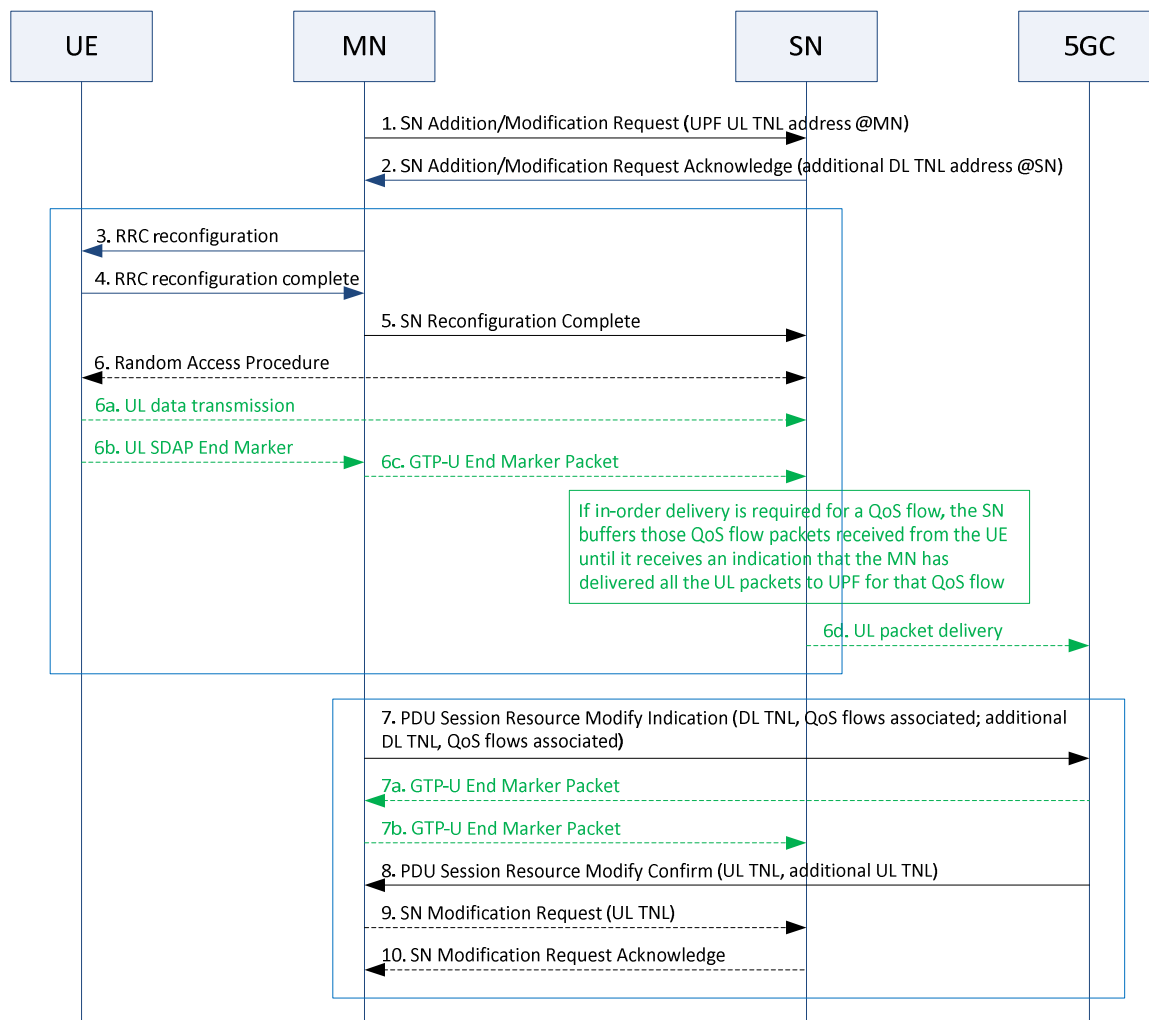 UE
MN
SN
5GC
1. SN Addition/Modification Request (UPF UL TNL address @MN)
2. SN Addition/Modification Request Acknowledge (additional DL TNL address @SN)
3. RRC reconfiguration
4. RRC reconfiguration complete
5. SN Reconfiguration Complete
6. Random Access Procedure
6a. UL data transmission
6b. UL SDAP End Marker
6c. GTP-U End Marker Packet
If in-order delivery is required for a QoS flow, the SN
buffers those QoS flow packets received from the UE
until it receives an indication that the MN has
delivered all the UL packets to UPF for that QoS flow
6d. UL packet delivery
7. PDU Session Resource Modify Indication (DL TNL, QoS flows associated; additional
DL TNL, QoS flows associated)
7a. GTP-U End Marker Packet
7b. GTP-U End Marker Packet
8. PDU Session Resource Modify Confirm (UL TNL, additional UL TNL)
9. SN Modification Request (UL TNL)
10. SN Modification Request Acknowledge